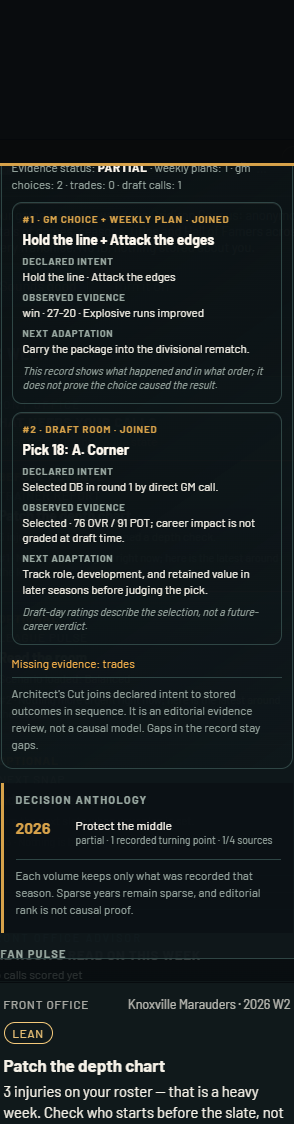 Evidence status: PARTIAL · weekly plans: 1 · gm
choices: 2 · trades: 0 · draft calls: 1
#1 · GM CHOICE + WEEKLY PLAN · JOINED
Hold the line + Attack the edges
DECLARED INTENT
Hold the line · Attack the edges
OBSERVED EVIDENCE
win · 27-20 · Explosive runs improved
NEXT ADAPTATION
Carry the package into the divisional rematch.
This record shows what happened and in what order; it
does not prove the choice caused the result.
#2 · DRAFT ROOM · JOINED
Pick 18: A. Corner
DECLARED INTENT
Selected DB in round 1 by direct GM call.
OBSERVED EVIDENCE
Selected · 76 OVR / 91 POT; career impact is not
graded at draft time.
NEXT ADAPTATION
Track role, development, and retained value in
later seasons before judging the pick.
Draft-day ratings describe the selection, not a future-
career verdict.
Missing evidence: trades
Architect's Cut joins declared intent to stored
outcomes in sequence. It is an editorial evidence
review, not a causal model. Gaps in the record stay
gaps.
DECISION ANTHOLOGY
2026
Protect the middle
partial · 1 recorded turning point · 1/4 sources
Each volume keeps only what was recorded that
season. Sparse years remain sparse, and editorial
rank is not causal proof.
FAN PULSE
calls scored yet
FRONT OFFICE
Knoxville Marauders · 2026 W2
LEAN
Patch the depth chart
3 injuries on your roster — that is a heavy
week. Check who starts before the slate, not